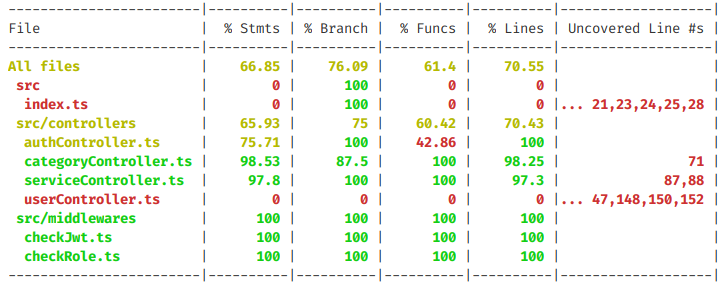 -------------------------|----------|----------|----------|----------|-------------------|
File                     |  % Stmts | % Branch |  % Funcs |  % Lines | Uncovered Line #s |
-------------------------|----------|----------|----------|----------|-------------------|
All files                |    66.85 |    76.09 |     61.4 |    70.55 |                   |
 src                     |        0 |      100 |        0 |        0 |                   |
  index.ts               |        0 |      100 |        0 |        0 |... 21,23,24,25,28 |
 src/controllers         |    65.93 |       75 |    60.42 |    70.43 |                   |
  authController.ts      |    75.71 |      100 |    42.86 |      100 |                   |
  categoryController.ts  |    98.53 |     87.5 |      100 |    98.25 |                71 |
  serviceController.ts   |     97.8 |      100 |      100 |     97.3 |             87,88 |
  userController.ts      |        0 |        0 |        0 |        0 |... 47,148,150,152 |
 src/middlewares         |      100 |      100 |      100 |      100 |                   |
  checkJwt.ts            |      100 |      100 |      100 |      100 |                   |
  checkRole.ts           |      100 |      100 |      100 |      100 |                   |
-------------------------|----------|----------|----------|----------|-------------------|